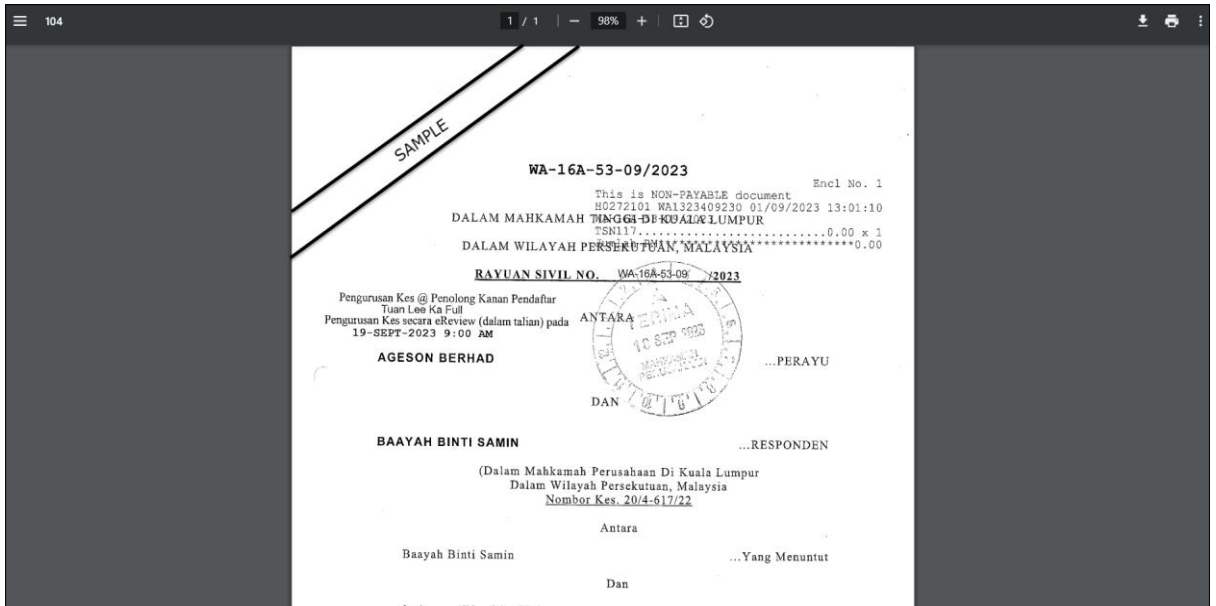 104
1 / 1
98%
SAMPLE
WA-16A-53-09/2023
Encl No. 1
This is NON-PAYABLE document
H0272101 WA1323409230 01/09/2023 13:01:10
DALAM MAHKAMAH TINGGI DI KUALA LUMPUR
TSN117...........................0.00 x 1
DALAM WILAYAH PERSEKUTUAN, MALAYSIA
RAYUAN SIVIL NO. WA-16A-53-09 /2023
Pengurusan Kes @ Penolong Kanan Pendaftar
Tuan Lee Ka Full
Pengurusan Kes secara eReview (dalam talian) pada
19-SEPT-2023 9:00 AM
ANTARA
TERIMA
AGESON BERHAD
...PERAYU
DAN
BAAYAH BINTI SAMIN
...RESPONDEN
(Dalam Mahkamah Perusahaan Di Kuala Lumpur
Dalam Wilayah Persekutuan, Malaysia
Nombor Kes. 20/4-617/22
Antara
Baayah Binti Samin
...Yang Menuntut
Dan